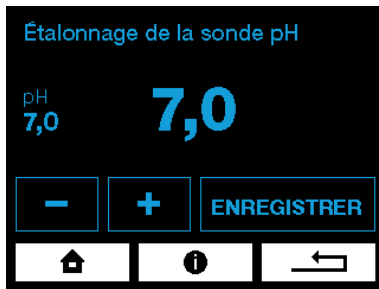 Étalonnage de la sonde pH
pH
7,0
7,0
− +
ENREGISTRER